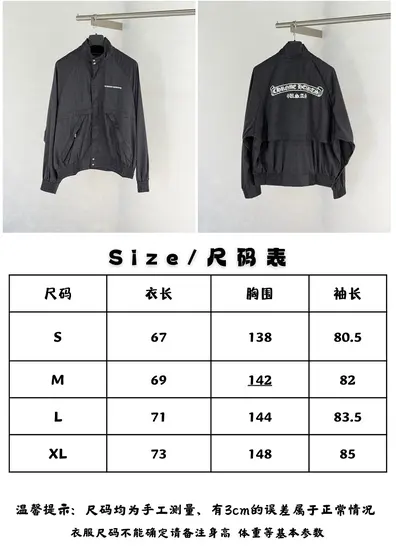 CHROME HEARTS
U.S.A
Size/尺码表
尺码 衣长 胸围 袖长
S 67 138 80.5
M 69 142 82
L 71 144 83.5
XL 73 148 85
温馨提示：尺码均为手工测量、有3cm的误差属于正常情况
衣服尺码不能确定请备注身高 体重等基本参数